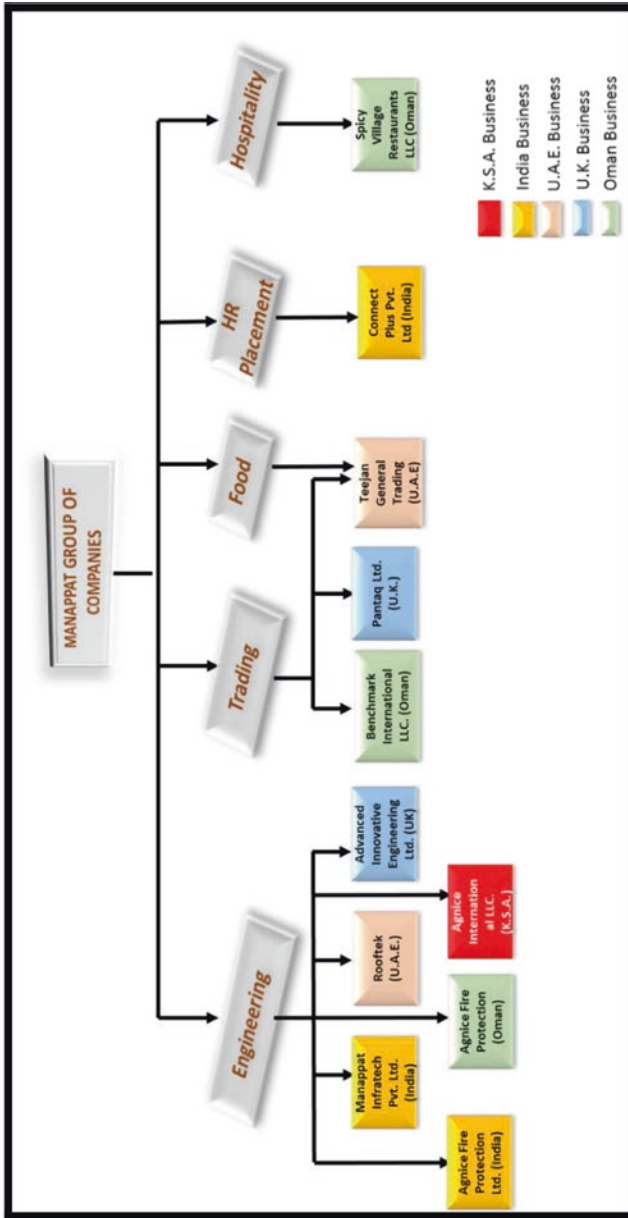 MANAPPAT GROUP OF
COMPANIES
Engineering
Trading
Food
HR
Placement
Hospitality
Agnice Fire
Protection
Ltd. (India)
Manappat
Infratech
Pvt. Ltd.
(India)
Agnice Fire
Protection
(Oman)
Rooftek
(U.A.E.)
Agnice
Internation
al LLC.
(K.S.A.)
Advanced
Innovative
Engineering
Ltd. (UK)
Benchmark
International
LLC. (Oman)
Pantaq Ltd.
(U.K.)
Teejan
General
Trading
(U.A.E)
Connect
Plus Pvt.
Ltd (India)
Spicy
Village
Restaurants
LLC (Oman)
K.S.A. Business
India Business
U.A.E. Business
U.K. Business
Oman Business